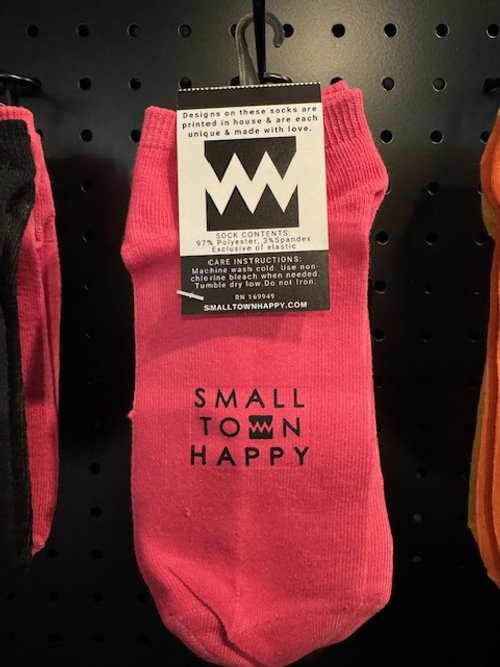 Designs on these socks are
printed in house & are each
unique & made with love.
SOCK CONTENTS:
97% Polyester, 3%Spandex
Exclusive of elastic
CARE INSTRUCTIONS:
Machine wash cold. Use non-
chlorine bleach when needed.
Tumble dry low.Do not Iron.
RN 169949
SMALLTOWNHAPPY.COM
SMALL
TOWN
HAPPY